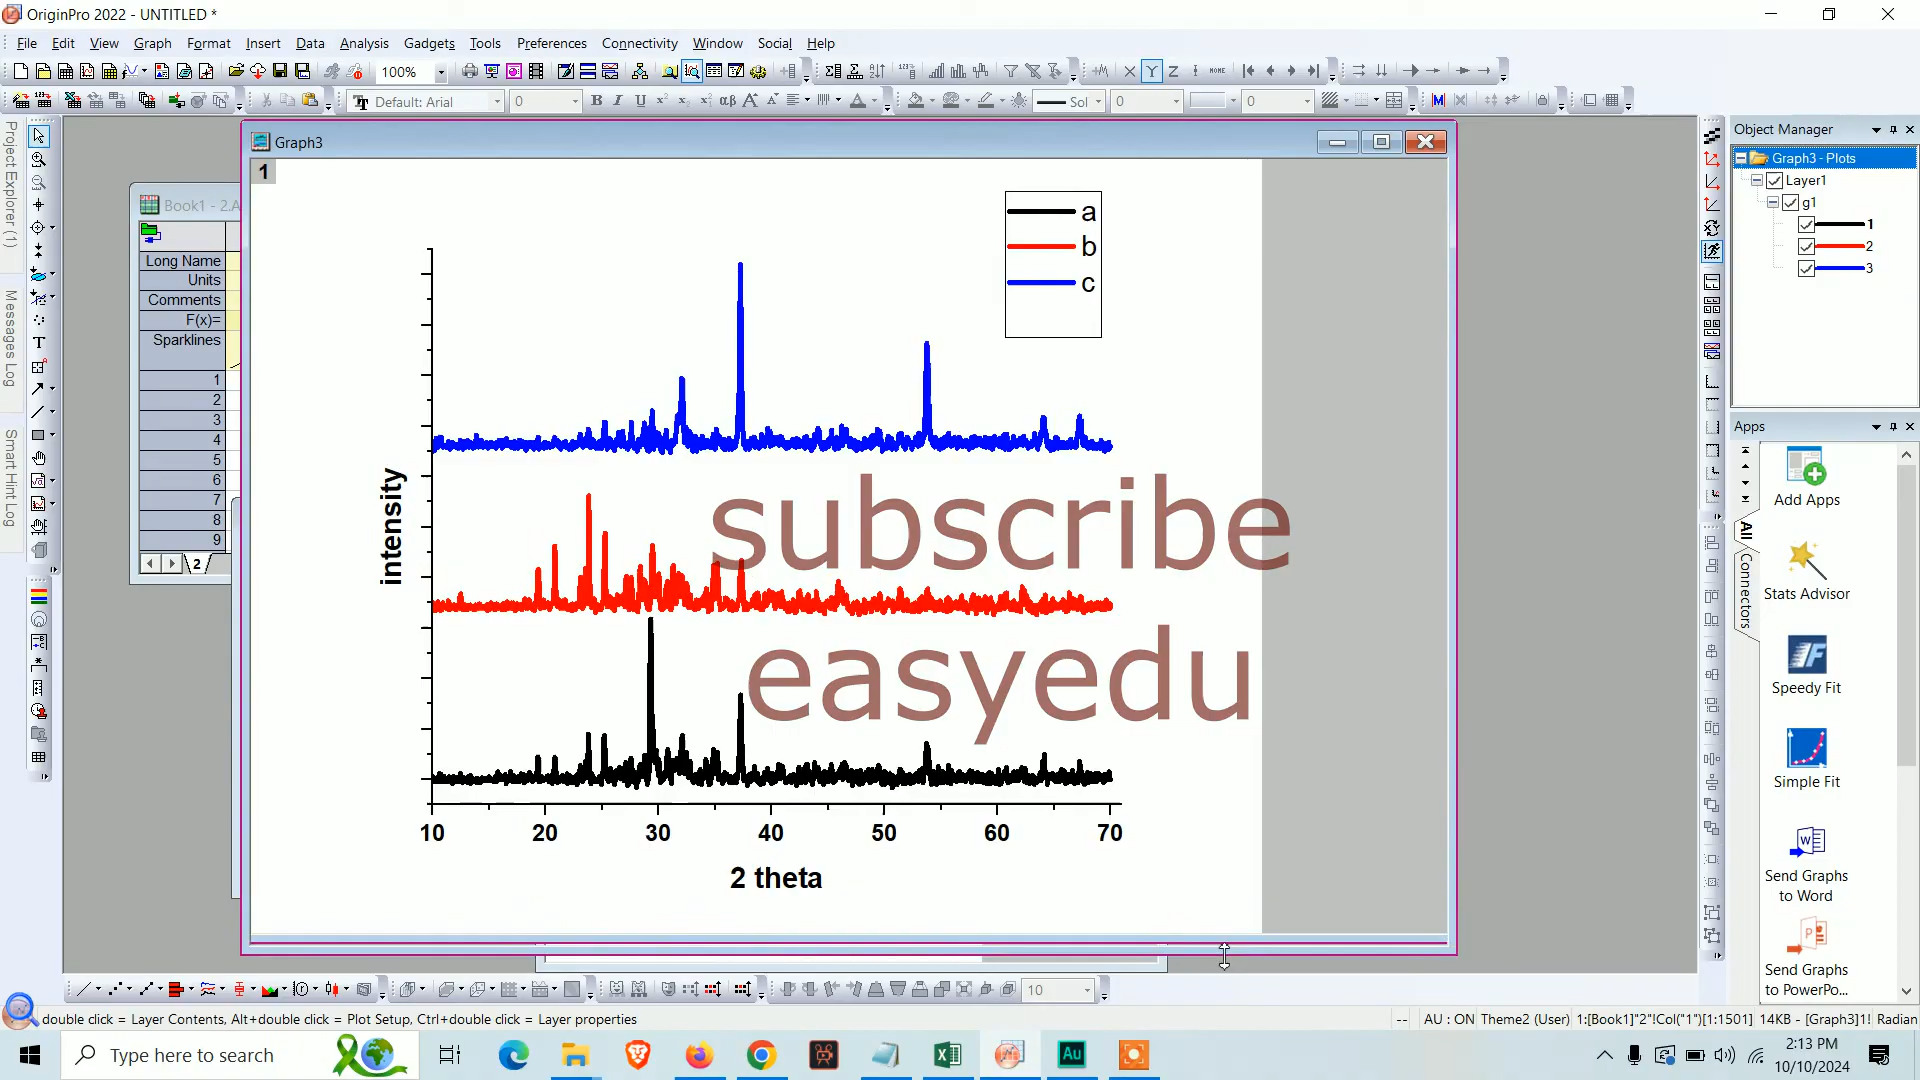 OriginPro 2022 - UNTITLED *
File Edit View Graph Format Insert Data Analysis Gadgets Tools Preferences Connectivity Window Social Help
100%
Default: Arial 0 B I U Sol 0 0
Project Explorer (1)
Messages Log
Smart Hint Log
Book1 - 2.A
Long Name
Units
Comments
F(x)=
Sparklines
1
2
3
4
5
6
7
8
9
2
Graph3
1
a
b
c
intensity
10 20 30 40 50 60 70
2 theta
subscribe
easyedu
Object Manager
Graph3 - Plots
Layer1
g1
1
2
3
Apps
All
Connectors
Add Apps
Stats Advisor
Speedy Fit
Simple Fit
Send Graphs
to Word
Send Graphs
to PowerPo...
10
double click = Layer Contents, Alt+double click = Plot Setup, Ctrl+double click = Layer properties
-- AU : ON Theme2 (User) 1:[Book1]"2"!Col("1")[1:1501] 14KB - [Graph3]1! Radian
Type here to search
2:13 PM
10/10/2024